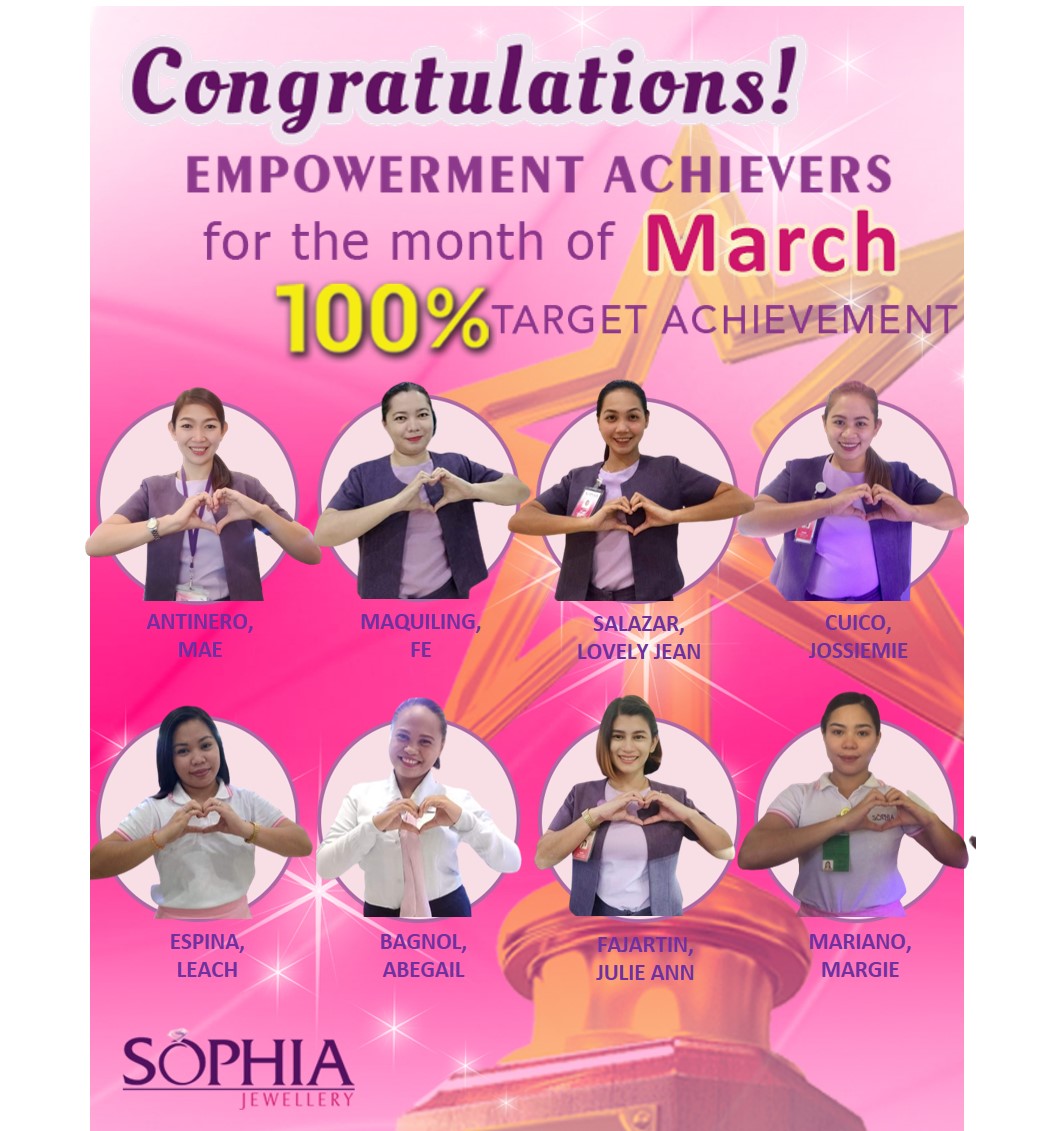 Congratulations!
EMPOWERMENT ACHIEVERS
for the month of March
100% TARGET ACHIEVEMENT
ANTINERO,
MAE
MAQUILING,
FE
SALAZAR,
LOVELY JEAN
CUICO,
JOSSIEMIE
ESPINA,
LEACH
BAGNOL,
ABEGAIL
FAJARTIN,
JULIE ANN
SOPHIA
MARIANO,
MARGIE
SOPHIA
JEWELLERY